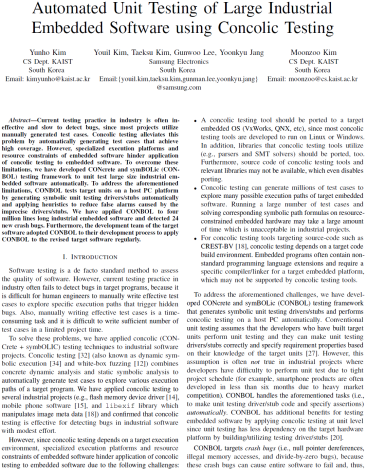 Automated Unit Testing of Large Industrial
Embedded Software using Concolic Testing
Yunho Kim
CS Dept. KAIST
South Korea
Email: kimyunho@kaist.ac.kr
Youil Kim, Taeksu Kim, Gunwoo Lee, Yoonkyu Jang
Samsung Electronics
South Korea
Email:{youil.kim,taeksu.kim,gunman.lee,yoonkyu.jang}
@samsung.com
Moonzoo Kim
CS Dept. KAIST
South Korea
Email: moonzoo@cs.kaist.ac.kr
Abstract—Current testing practice in industry is often in-
effective and slow to detect bugs, since most projects utilize
manually generated test cases. Concolic testing alleviates this
problem by automatically generating test cases that achieve
high coverage. However, specialized execution platforms and
resource constraints of embedded software hinder application
of concolic testing to embedded software. To overcome these
limitations, we have developed CONcrete and symBOLic (CON-
BOL) testing framework to unit test large size industrial em-
bedded software automatically. To address the aforementioned
limitations, CONBOL tests target units on a host PC platform
by generating symbolic unit testing drivers/stubs automatically
and applying heuristics to reduce false alarms caused by the
imprecise drivers/stubs. We have applied CONBOL to four
million lines long industrial embedded software and detected 24
new crash bugs. Furthermore, the development team of the target
software adopted CONBOL to their development process to apply
CONBOL to the revised target software regularly.
I. INTRODUCTION
Software testing is a de facto standard method to assess
the quality of software. However, current testing practice in
industry often fails to detect bugs in target programs, because it
is difficult for human engineers to manually write effective test
cases to explore specific execution paths that trigger hidden
bugs. Also, manually writing effective test cases is a time-
consuming task and it is difficult to write sufficient number of
test cases in a limited project time.
To solve these problems, we have applied concolic (CON-
Crete + symbOLIC) testing techniques to industrial software
projects. Concolic testing [32] (also known as dynamic sym-
bolic execution [34] and white-box fuzzing [12]) combines
concrete dynamic analysis and static symbolic analysis to
automatically generate test cases to explore various execution
paths of a target program. We have applied concolic testing to
several industrial projects (e.g., flash memory device driver [14],
mobile phone software [15], and libexif library which
manipulates image meta data [18]) and confirmed that concolic
testing is effective for detecting bugs in industrial software
with modest effort.
However, since concolic testing depends on a target execution
environment, specialized execution platforms and resource
constraints of embedded software hinder application of concolic
testing to embedded software due to the following challenges:
• A concolic testing tool should be ported to a target
embedded OS (VxWorks, QNX, etc), since most concolic
testing tools are developed to run on Linux or Windows.
In addition, libraries that concolic testing tools utilize
(e.g., parsers and SMT solvers) should be ported, too.
Furthermore, source code of concolic testing tools and
relevant libraries may not be available, which even disables
porting.
• Concolic testing can generate millions of test cases to
explore many possible execution paths of target embedded
software. Running a large number of test cases and
solving corresponding symbolic path formulas on resource-
constrained embedded hardware may take a large amount
of time which is unacceptable in industrial projects.
• For concolic testing tools targeting source-code such as
CREST-BV [18], concolic testing depends on a target code
build environment. Embedded programs often contain non-
standard programming language extensions and require a
specific compiler/linker for a target embedded platform,
which may not be supported by concolic testing tools.
To address the aforementioned challenges, we have devel-
oped CONcrete and symBOLic (CONBOL) testing framework
that generates symbolic unit testing drivers/stubs and performs
concolic testing on a host PC automatically. Conventional
unit testing assumes that the developers who have built target
units perform unit testing and they can make unit testing
drivers/stubs correctly and specify requirement properties based
on their knowledge of the target units [27]. However, this
assumption is often not true in industrial projects where
developers have difficulty to perform unit test due to tight
project schedule (for example, smartphone products are often
developed in less than six months due to heavy market
competition). CONBOL handles the aforementioned tasks (i.e.,
to make unit testing driver/stub code and specify assertions)
automatically. CONBOL has additional benefits for testing
embedded software by applying concolic testing at unit level
since unit testing has less dependency on the target hardware
platform by building/utilizing testing driver/stubs [20].
CONBOL targets crash bugs (i.e., null pointer dereferences,
illegal memory accesses, and divide-by-zero bugs), because
these crash bugs can cause entire software to fail and, thus,